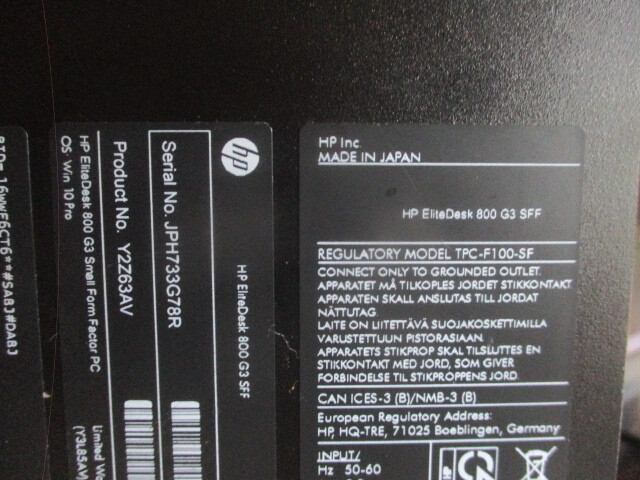 HP Inc.
MADE IN JAPAN
HP EliteDesk 800 G3 SFF
REGULATORY MODEL TPC-F100-SF
CONNECT ONLY TO GROUNDED OUTLET.
APPARATET MÅ TILKOPLES JORDET STIKKONTAKT
APPARATEN SKALL ANSLUTAS TILL JORDAT
NÄTTUTAG.
LAITE ON LIITETTÄVÄ SUOJAKOSKETTIMILLA
VARUSTETTUUN PISTORASIAAN.
APPARATETS STIKPROP SKAL TILSLUTTES EN
STIKKONTAKT MED JORD, SOM GIVER
FORBINDELSE TIL STIKPROPPENS JORD.
CAN ICES-3 (B)/NMB-3 (B)
European Regulatory Address:
HP, HQ-TRE, 71025 Boeblingen, Germany
INPUT/
Hz 50-60
hp
HP EliteDesk 800 G3 SFF
Serial No. JPH733G78R
Product No. Y2Z63AV
HP EliteDesk 800 G3 Small Form Factor PC
OS: Win 10 Pro
Limited
(Y3L85AV)